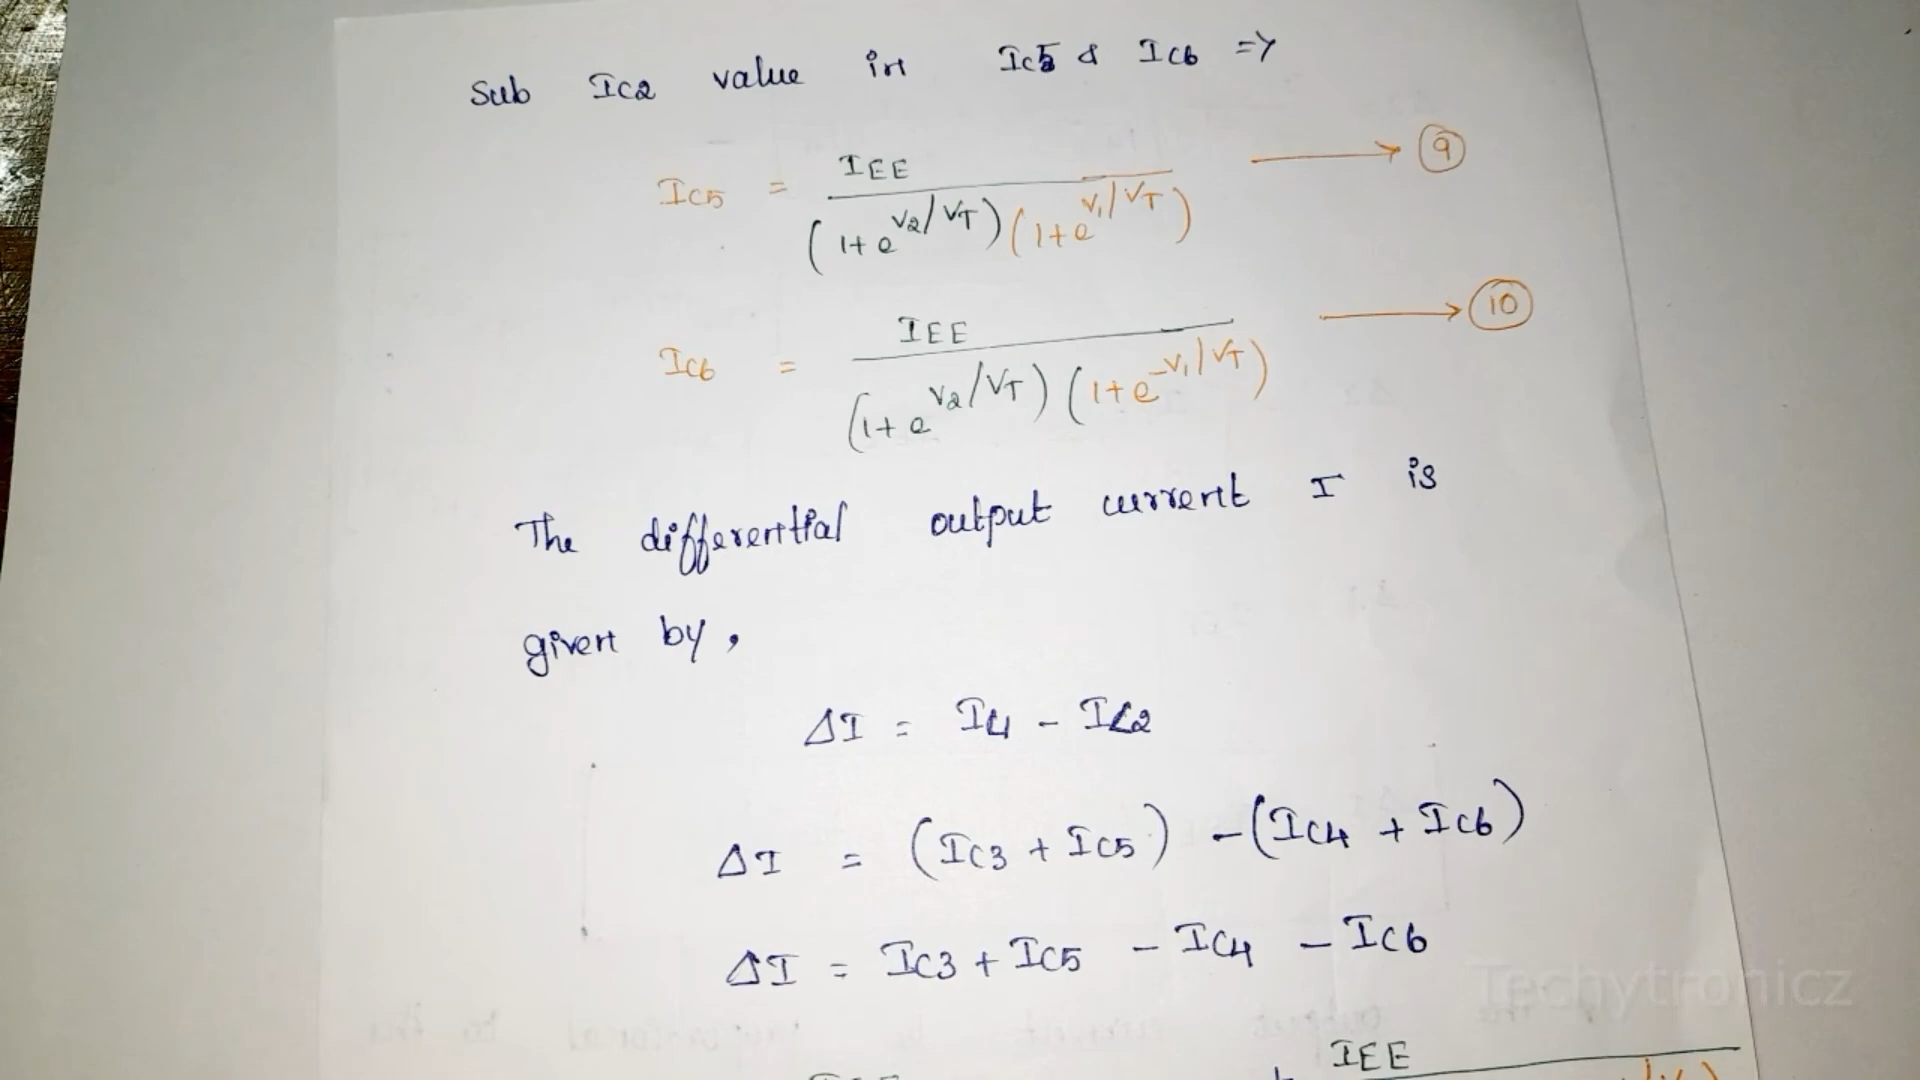 Sub Ic2 value in Ic5 & Ic6 =>
Ic5 = IEE / (1+e^V2/VT) (1+e^V1/VT) → 9
Ic6 = IEE / (1+e^V2/VT) (1+e^-V1/VT) → 10
The differential output current I is
given by,
ΔI = IL1 - IL2
ΔI = (Ic3 + Ic5) - (Ic4 + Ic6)
ΔI = Ic3 + Ic5 - Ic4 - Ic6
Techytronicz
IEE